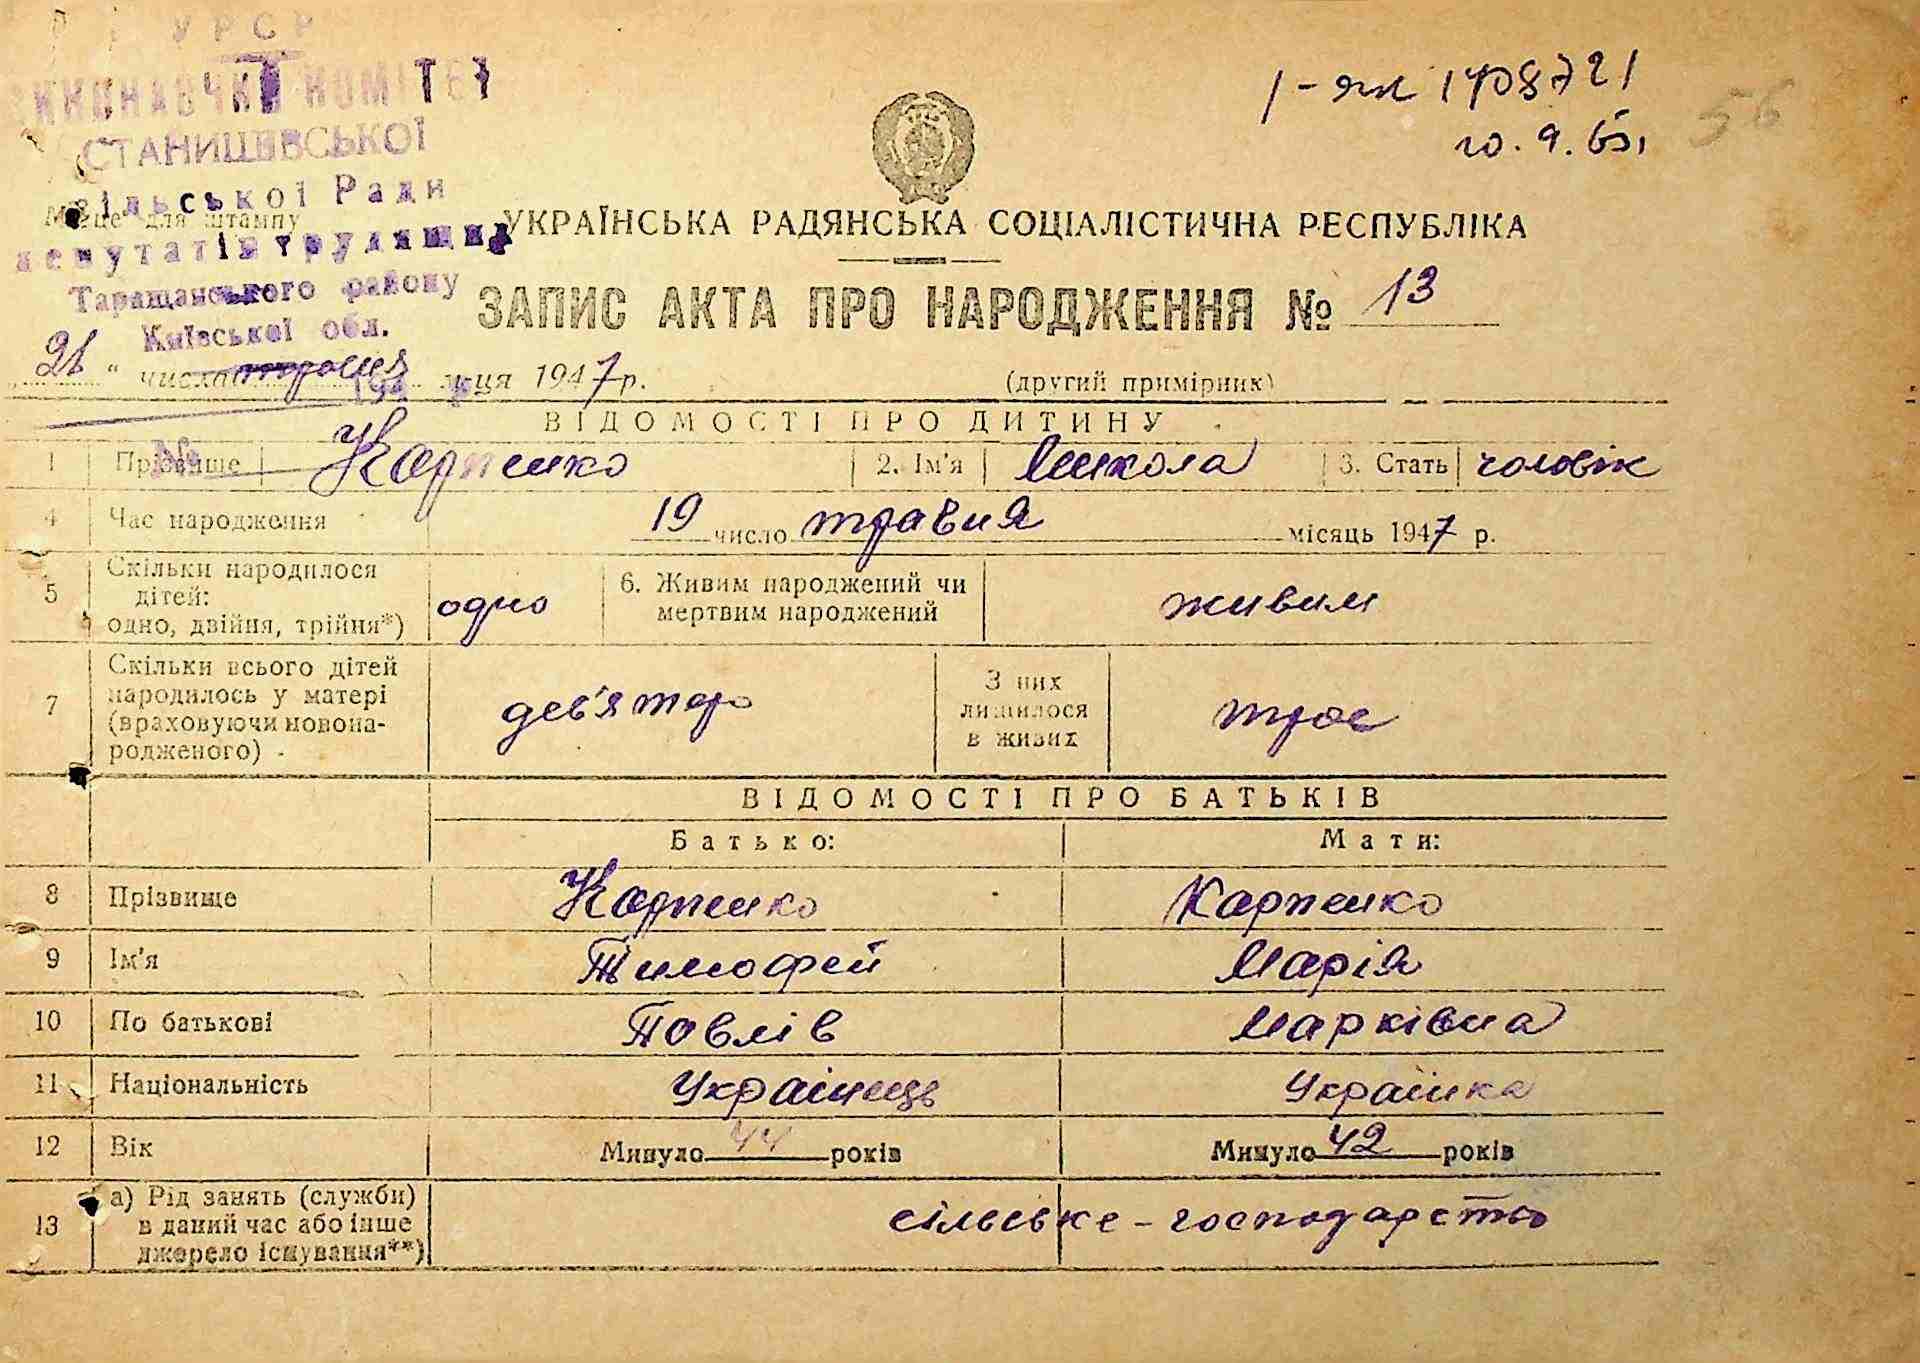 УРСР
ВИКОНАВЧИЙ КОМІТЕТ
СТАНИШІВСЬКОЇ
сільської Ради
Місце для штампу
депутатів трудящих
Таращанського району
Київської обл.
1-як 1708721
10.9.65,
56
УКРАЇНСЬКА РАДЯНСЬКА СОЦІАЛІСТИЧНА РЕСПУБЛІКА
ЗАПИС АКТА ПРО НАРОДЖЕННЯ № 13
" числа м-ця 1947 р. (другий примірник)
ВІДОМОСТІ ПРО ДИТИНУ
№
1 Прізвище Карпенко 2. Ім'я Микола 3. Стать чоловік
4 Час народження 19 число травня місяць 1947 р.
5 Скільки народилося дітей: одно, двійня, трійня*) одно 6. Живим народжений чи мертвим народжений живим
7 Скільки всього дітей народилось у матері (враховуючи новонародженого) дев'ятеро З них лишилося в живих троє
ВІДОМОСТІ ПРО БАТЬКІВ
Батько: Мати:
8 Прізвище Карпенко Карпенко
9 Ім'я Тимофей Марія
10 По батькові Павлів Марківна
11 Національність Українець Українка
12 Вік Минуло 44 років Минуло 42 років
13 а) Рід занять (служби) в даний час або інше джерело існування**) сільське-господарство